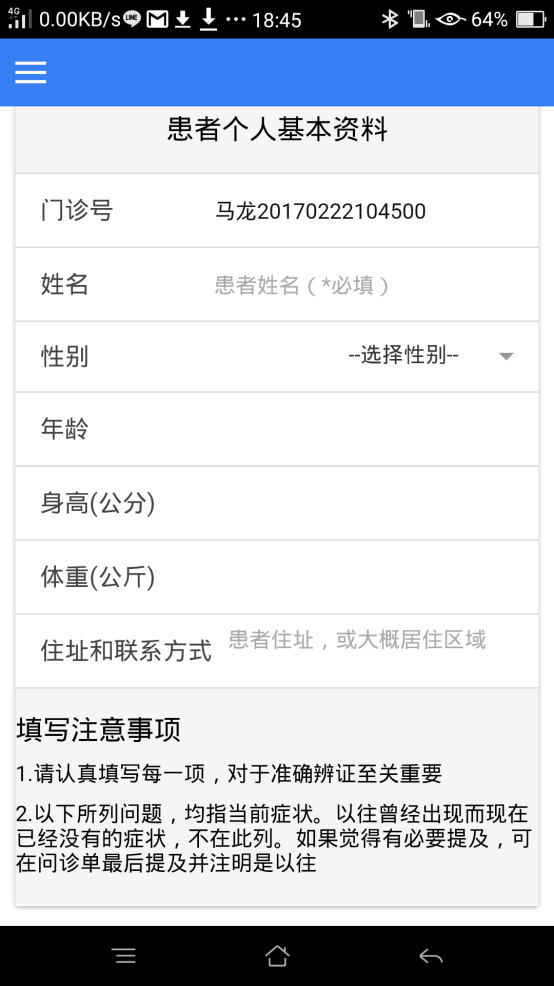 4G 0.00KB/s LINE 18:45 64%
患者个人基本资料
门诊号 马龙20170222104500
姓名 患者姓名（*必填）
性别 --选择性别--
年龄
身高(公分)
体重(公斤)
住址和联系方式 患者住址，或大概居住区域
填写注意事项
1.请认真填写每一项，对于准确辨证至关重要
2.以下所列问题，均指当前症状。以往曾经出现而现在
已经没有的症状，不在此列。如果觉得有必要提及，可
在问诊单最后提及并注明是以往